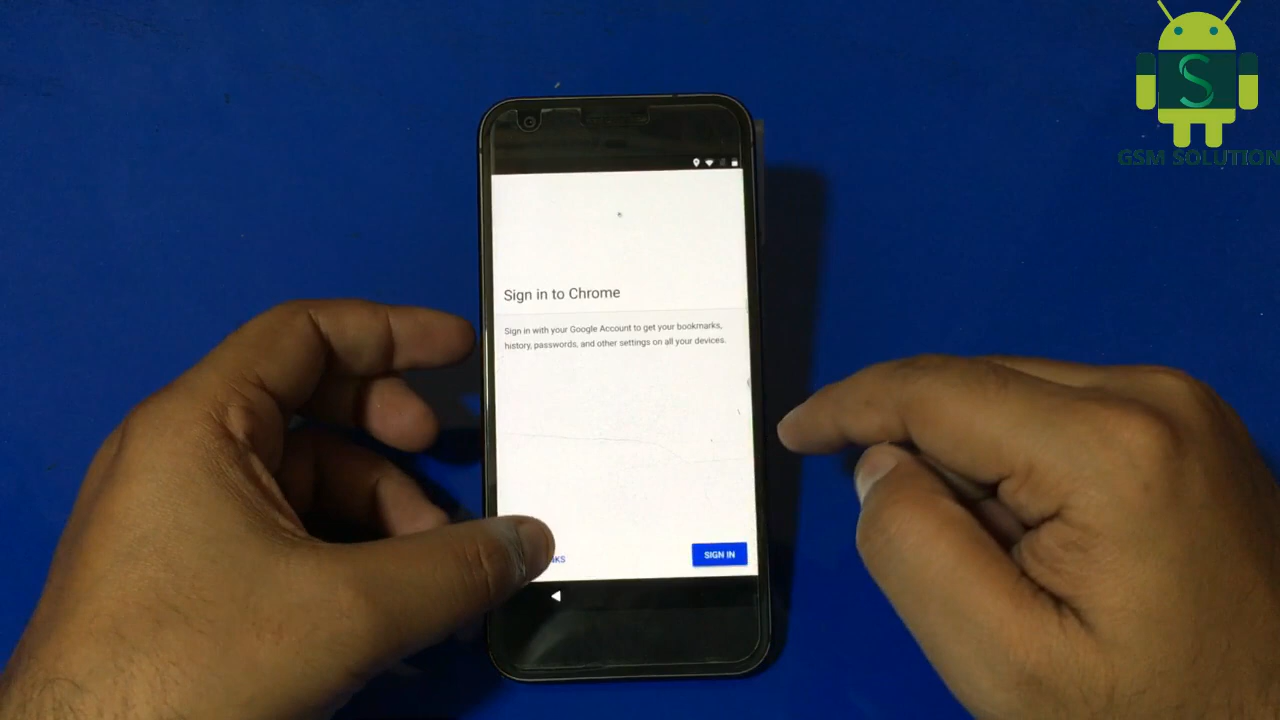 GSM SOLUTION
Sign in to Chrome
Sign in with your Google Account to get your bookmarks,
history, passwords, and other settings on all your devices.
SIGN IN